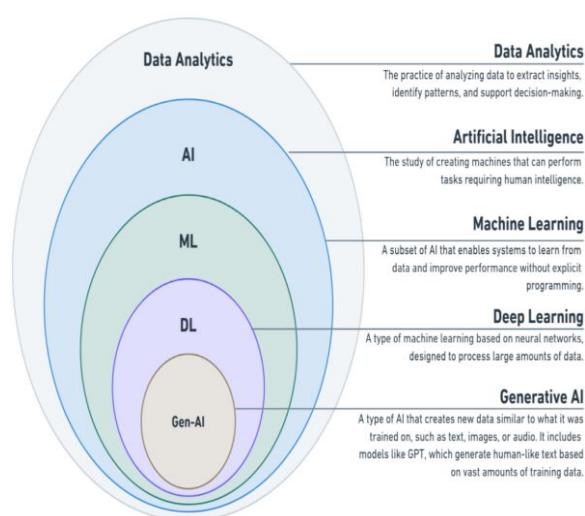 Data Analytics
AI
ML
DL
Gen-AI
Data Analytics
The practice of analyzing data to extract insights,
identify patterns, and support decision-making.
Artificial Intelligence
The study of creating machines that can perform
tasks requiring human intelligence.
Machine Learning
A subset of AI that enables systems to learn from
data and improve performance without explicit
programming.
Deep Learning
A type of machine learning based on neural networks,
designed to process large amounts of data.
Generative AI
A type of AI that creates new data similar to what it was
trained on, such as text, images, or audio. It includes
models like GPT, which generate human-like text based
on vast amounts of training data.